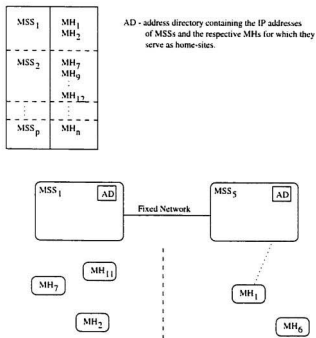 MSS1 MH1
MH2
AD - address directory containing the IP addresses
of MSSs and the respective MHs for which they
serve as home-sites.
MSS2 MH7
MH9
MH12
MSSp MHn
MSS1 AD
Fixed Network
MSS5 AD
MH11
MH7
MH2
MH1
MH6